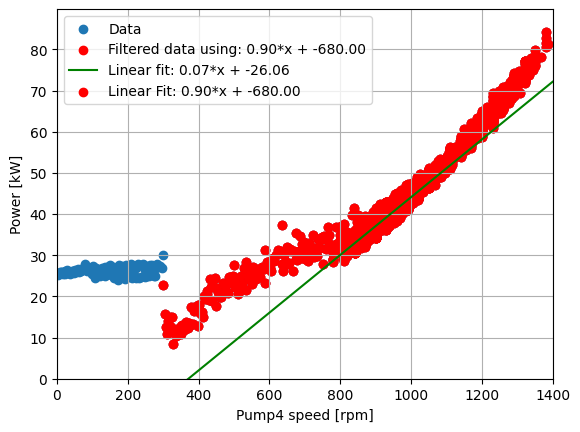 Data
Filtered data using: 0.90*x + -680.00
Linear fit: 0.07*x + -26.06
Linear Fit: 0.90*x + -680.00
Power [kW]
80
70
60
50
40
30
20
10
0
0 200 400 600 800 1000 1200 1400
Pump4 speed [rpm]